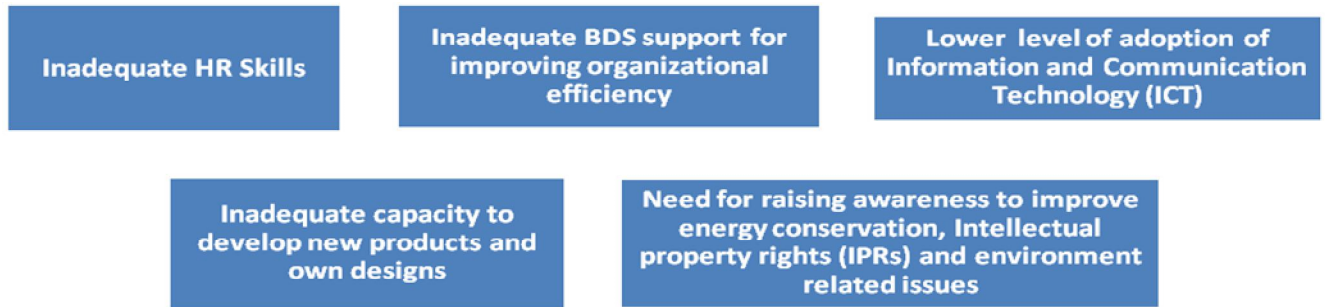 Inadequate HR Skills
Inadequate BDS support for
improving organizational
efficiency
Lower level of adoption of
Information and Communication
Technology (ICT)
Inadequate capacity to
develop new products and
own designs
Need for raising awareness to improve
energy conservation, Intellectual
property rights (IPRs) and environment
related issues